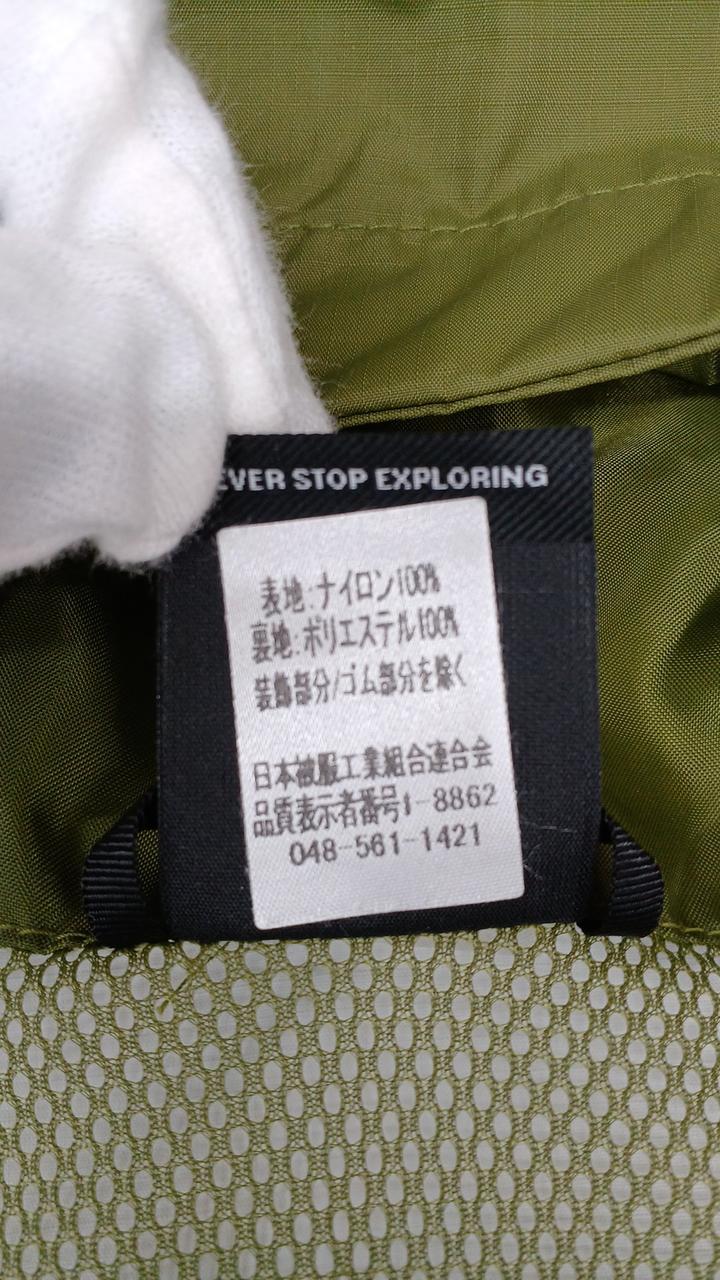 EVER STOP EXPLORING
表地:ナイロン100%
裏地:ポリエステル100%
装飾部分/ゴム部分を除く
日本被服工業組合連合会
品質表示者番号1-8862
048-561-1421